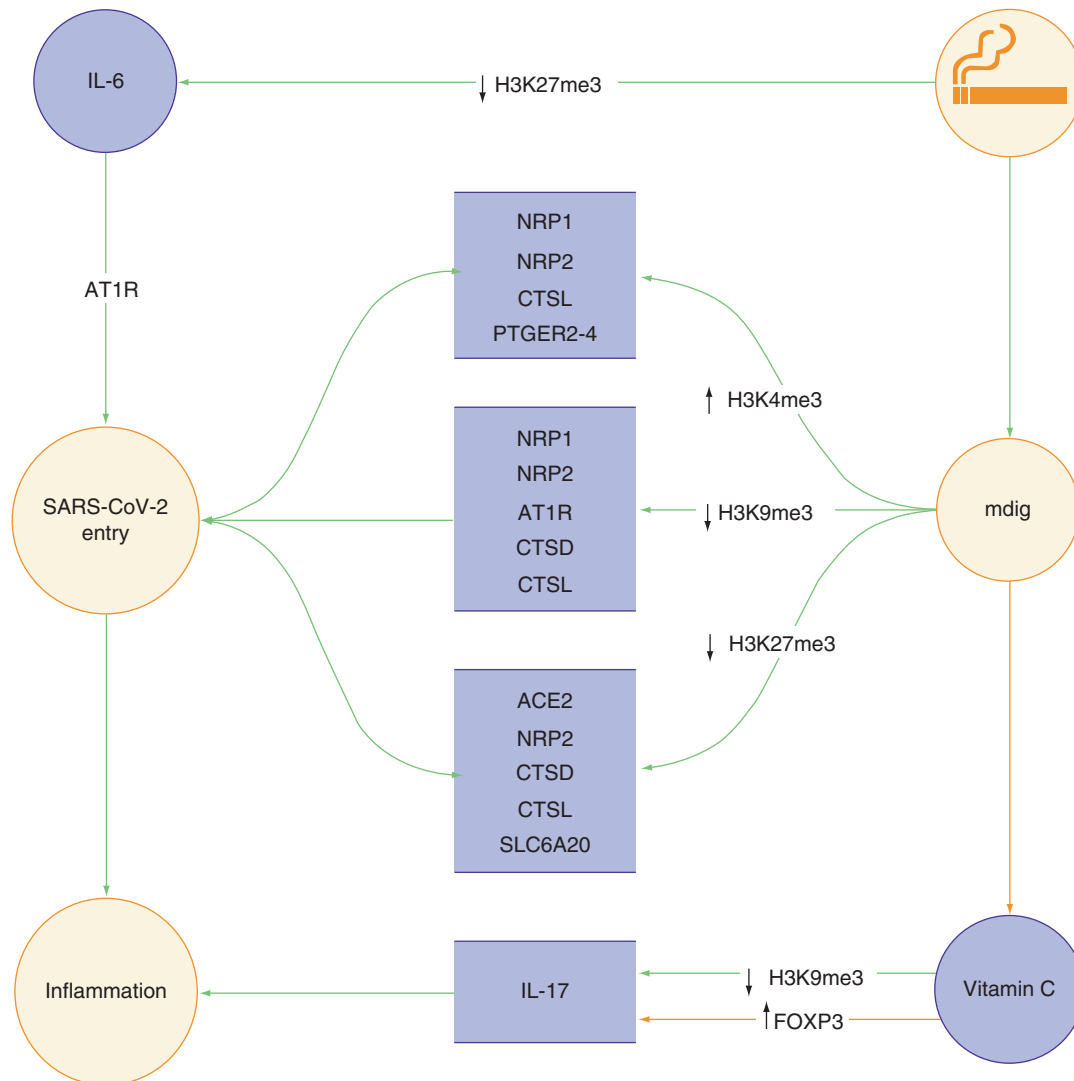 IL-6
H3K27me3
NRP1
NRP2
CTSL
PTGER2-4
AT1R
H3K4me3
NRP1
NRP2
AT1R
CTSD
CTSL
SARS-CoV-2
entry
H3K9me3
mdig
H3K27me3
ACE2
NRP2
CTSD
CTSL
SLC6A20
Inflammation
IL-17
H3K9me3
FOXP3
Vitamin C